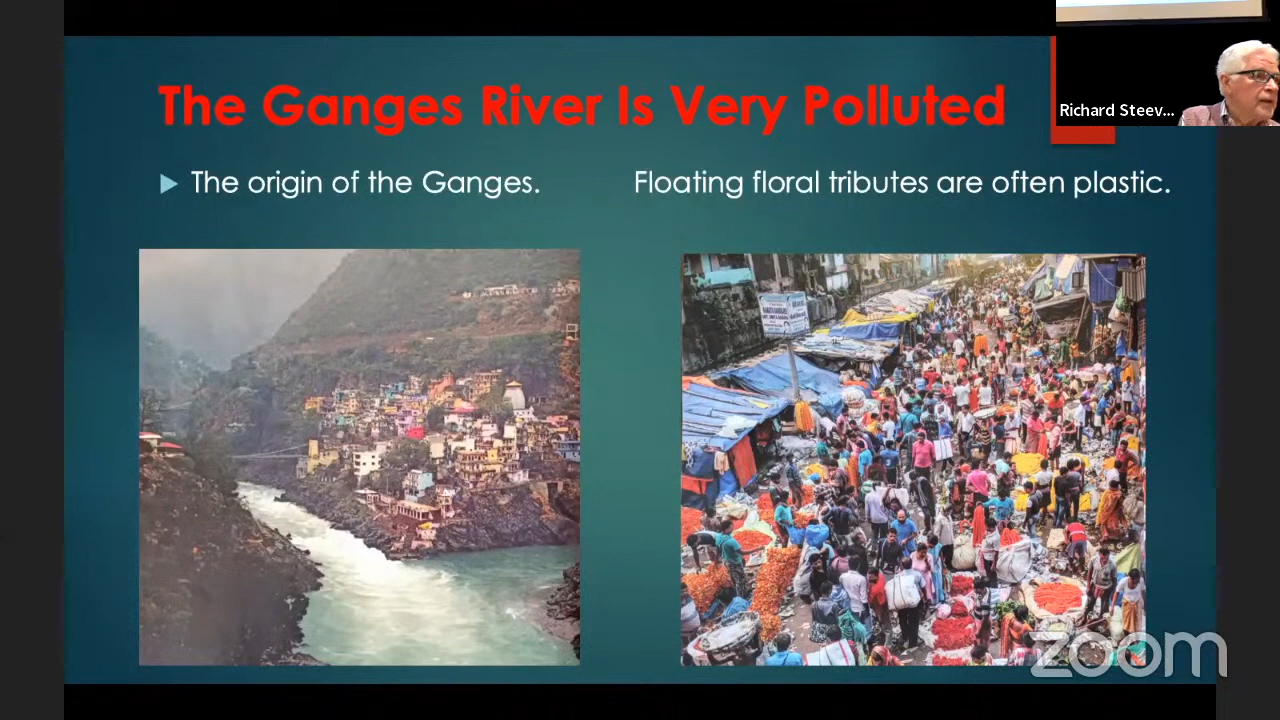 The Ganges River Is Very Polluted
Richard Steev...
The origin of the Ganges.
Floating floral tributes are often plastic.
zoom